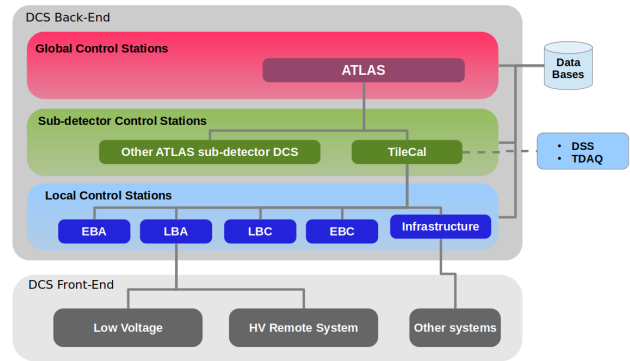 DCS Back-End
Global Control Stations
ATLAS
Data
Bases
Sub-detector Control Stations
Other ATLAS sub-detector DCS
TileCal
• DSS
• TDAQ
Local Control Stations
EBA
LBA
LBC
EBC
Infrastructure
DCS Front-End
Low Voltage
HV Remote System
Other systems